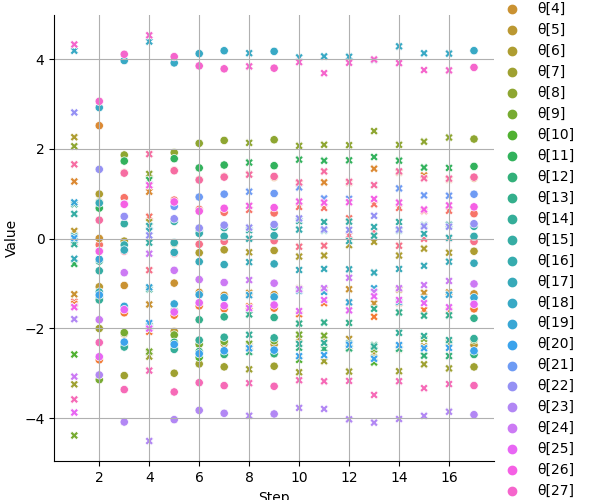 Value
4
2
0
−2
−4
2
4
6
8
10
12
14
16
Step
θ[4]
θ[5]
θ[6]
θ[7]
θ[8]
θ[9]
θ[10]
θ[11]
θ[12]
θ[13]
θ[14]
θ[15]
θ[16]
θ[17]
θ[18]
θ[19]
θ[20]
θ[21]
θ[22]
θ[23]
θ[24]
θ[25]
θ[26]
θ[27]